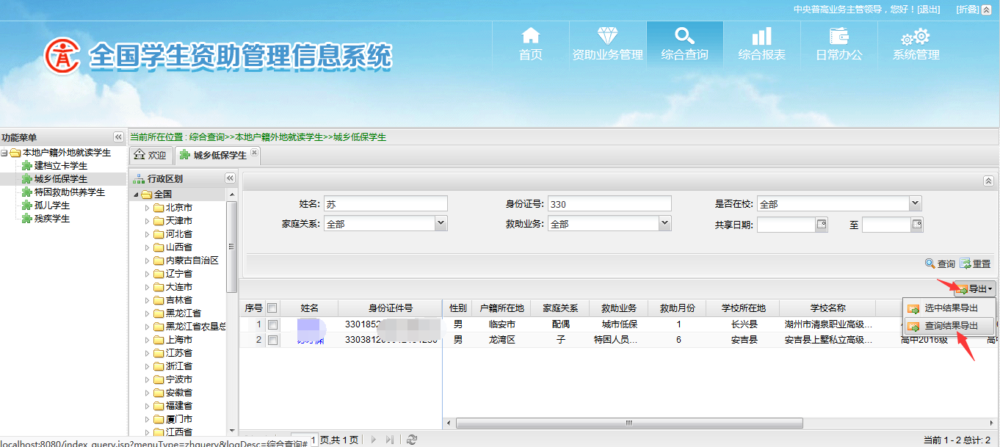 中央普高业务主管领导，您好！[退出] [折叠]
全国学生资助管理信息系统
首页 资助业务管理 综合查询 综合报表 日常办公 系统管理
功能菜单
当前所在位置：综合查询>>本地户籍外地就读学生>>城乡低保学生
本地户籍外地就读学生
建档立卡学生
城乡低保学生
特困救助供养学生
孤儿学生
残疾学生
欢迎 城乡低保学生
行政区划
全国
北京市
天津市
河北省
山西省
内蒙古自治区
辽宁省
大连市
吉林省
黑龙江省
黑龙江省农垦总
上海市
江苏省
浙江省
宁波市
安徽省
福建省
厦门市
江西省
姓名: 苏 身份证号: 330 是否在校: 全部
家庭关系: 全部 救助业务: 全部 共享日期: 至
查询 重置
导出
选中结果导出
查询结果导出
序号 姓名 身份证件号 性别 户籍所在地 家庭关系 救助业务 救助月份 学校所在地 学校名称
1 330185 男 临安市 配偶 城市低保 1 长兴县 湖州市清泉职业高级...
2 男 龙湾区 子 特困人员... 6 安吉县 安吉县上墅私立高级... 高中2016级 高
1 页,共 1 页
当前 1 - 2 总计: 2
localhost:8080/index_query.jsp?menuType=zhquery&logDesc=综合查询#